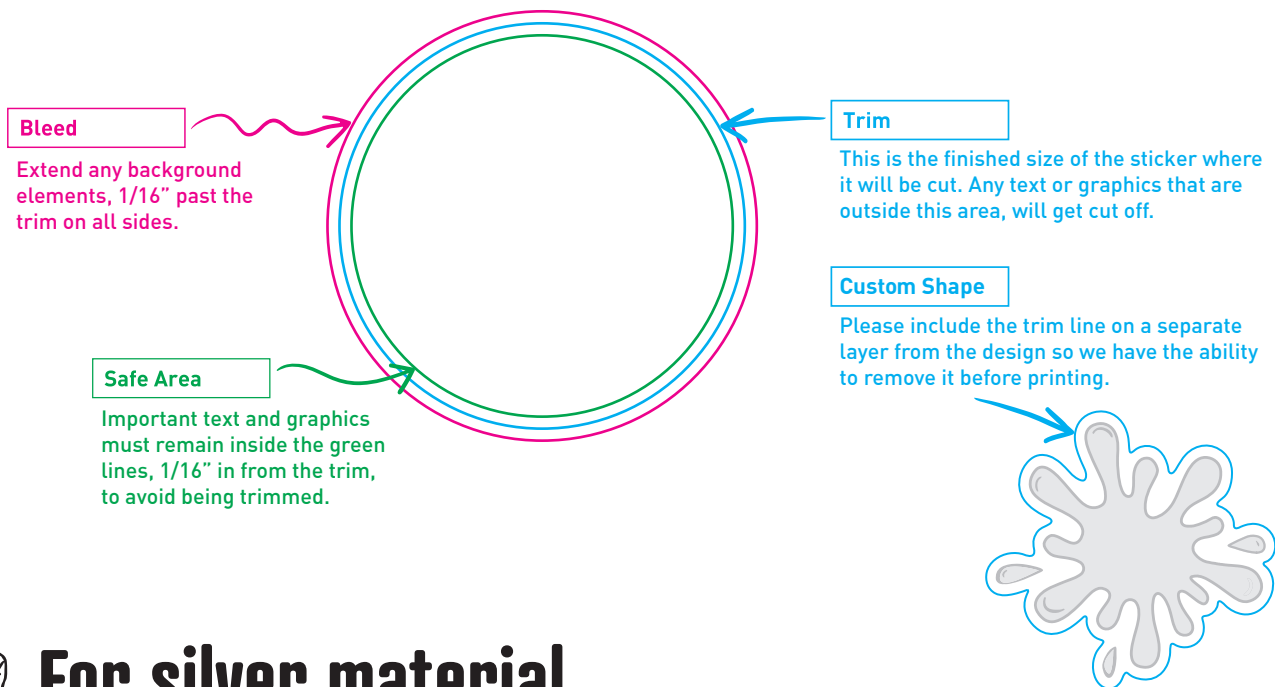 Bleed
Extend any background
elements, 1/16” past the
trim on all sides.
Trim
This is the finished size of the sticker where
it will be cut. Any text or graphics that are
outside this area, will get cut off.
Custom Shape
Please include the trim line on a separate
layer from the design so we have the ability
to remove it before printing.
Safe Area
Important text and graphics
must remain inside the green
lines, 1/16” in from the trim,
to avoid being trimmed.
For silver material